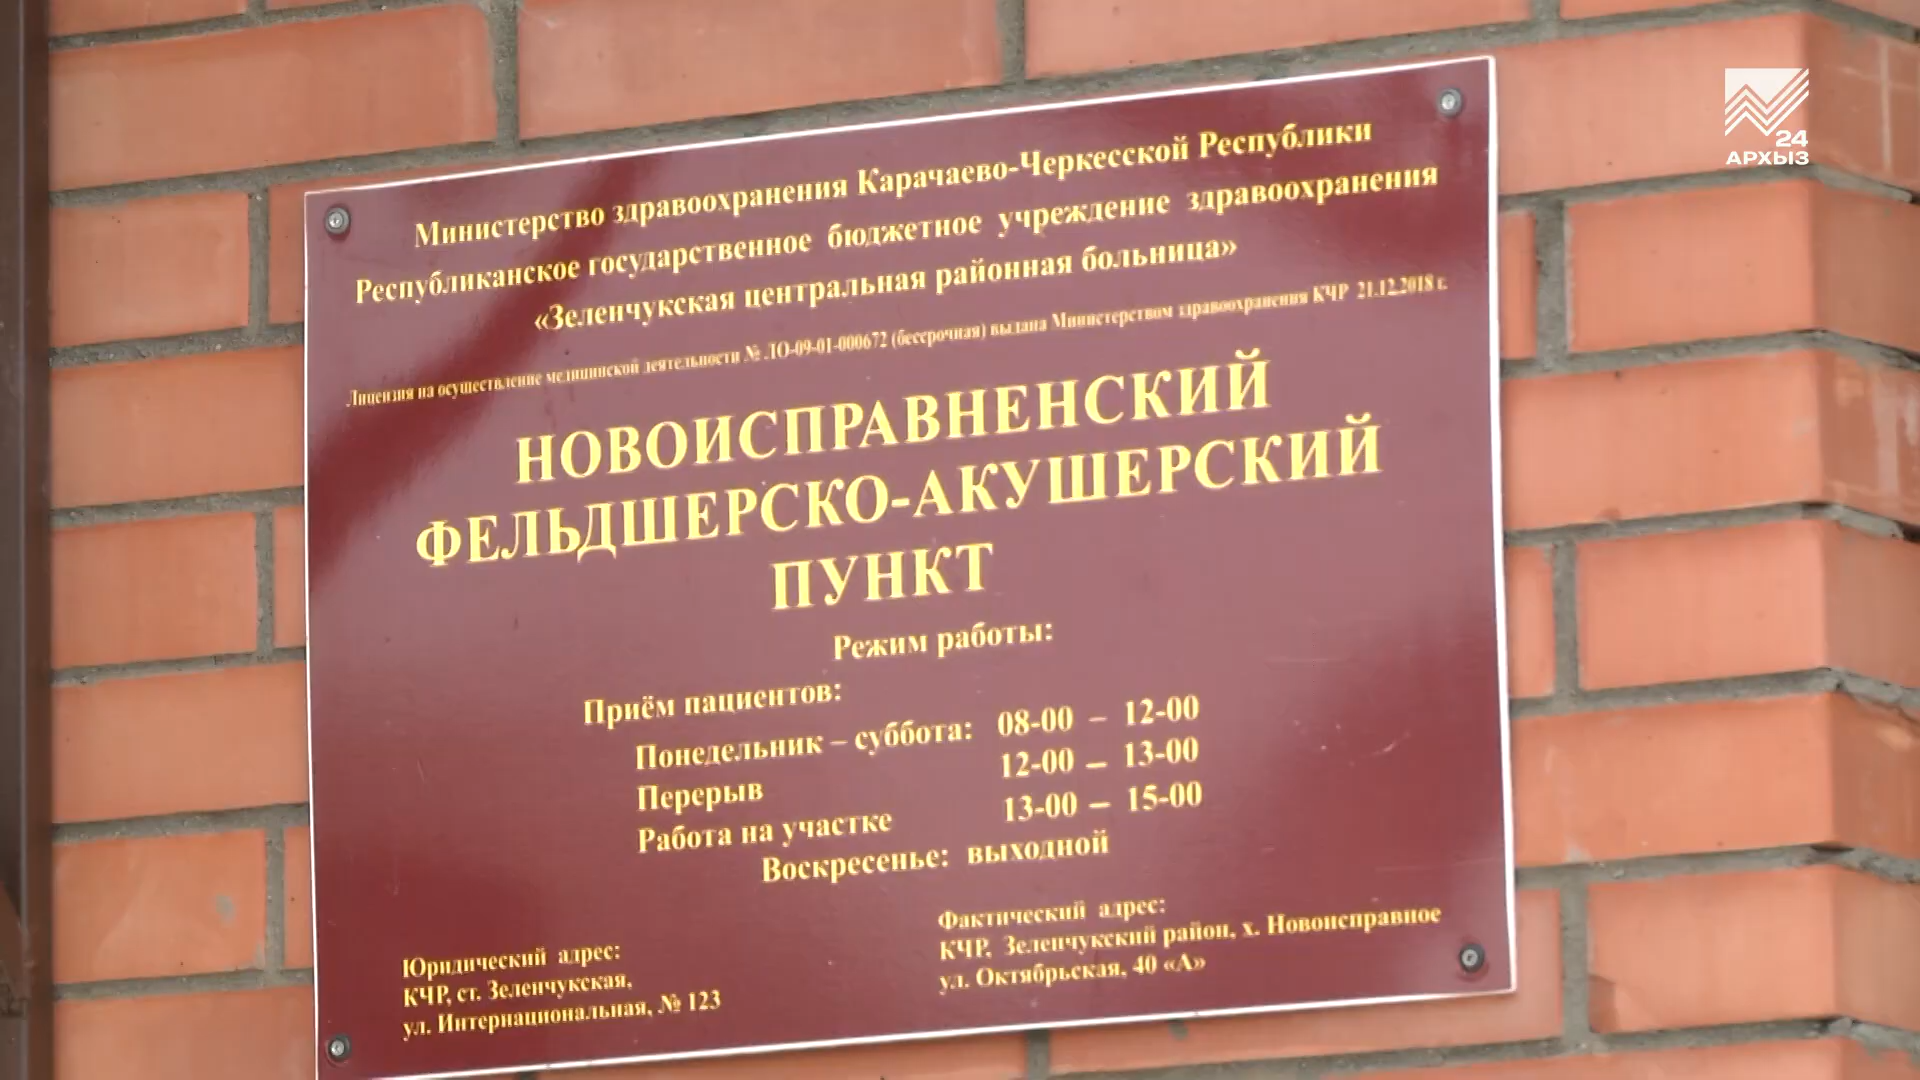 24
АРХЫЗ
Министерство здравоохранения Карачаево-Черкесской Республики
Республиканское государственное бюджетное учреждение здравоохранения
«Зеленчукская центральная районная больница»
Лицензия на осуществление медицинской деятельности № ЛО-09-01-000672 (бессрочная) выдана Министерством здравоохранения КЧР 21.12.2018 г.
НОВОИСПРАВНЕНСКИЙ
ФЕЛЬДШЕРСКО-АКУШЕРСКИЙ
ПУНКТ
Режим работы:
Приём пациентов:
Понедельник – суббота: 08-00 – 12-00
Перерыв 12-00 – 13-00
Работа на участке 13-00 – 15-00
Воскресенье: выходной
Юридический адрес:
КЧР, ст. Зеленчукская,
ул. Интернациональная, № 123
Фактический адрес:
КЧР, Зеленчукский район, х. Новоисправное
ул. Октябрьская, 40 «А»